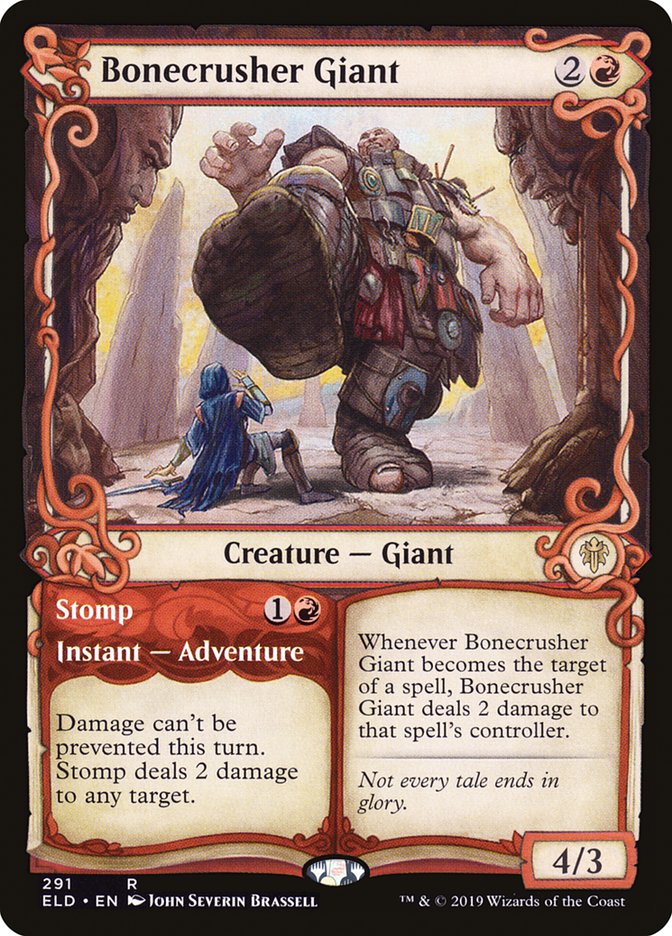 Bonecrusher Giant 2
Creature — Giant
Stomp 1
Instant — Adventure
Damage can't be
prevented this turn.
Stomp deals 2 damage
to any target.
Whenever Bonecrusher
Giant becomes the target
of a spell, Bonecrusher
Giant deals 2 damage to
that spell's controller.
Not every tale ends in
glory.
4/3
291 R
ELD • EN John Severin Brassell
™ & © 2019 Wizards of the Coast